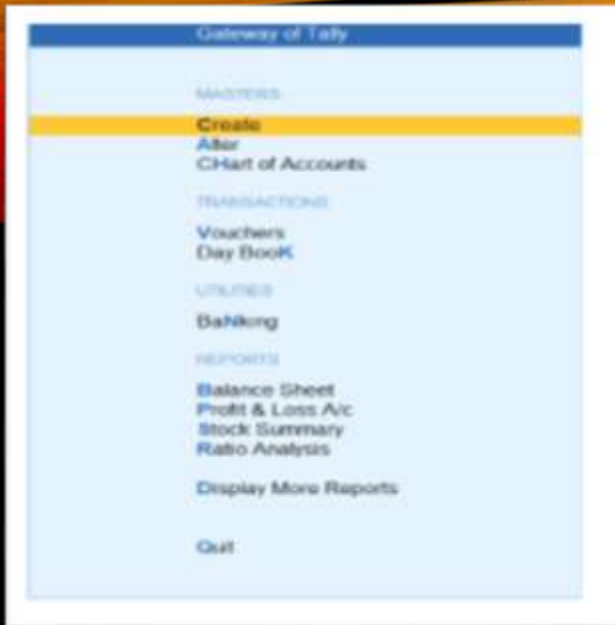 Gateway of Tally
MASTERS
Create
Alter
CHart of Accounts
TRANSACTIONS
Vouchers
Day BooK
UTILITIES
BaNking
REPORTS
Balance Sheet
Profit & Loss A/c
Stock Summary
Ratio Analysis
Display More Reports
Quit